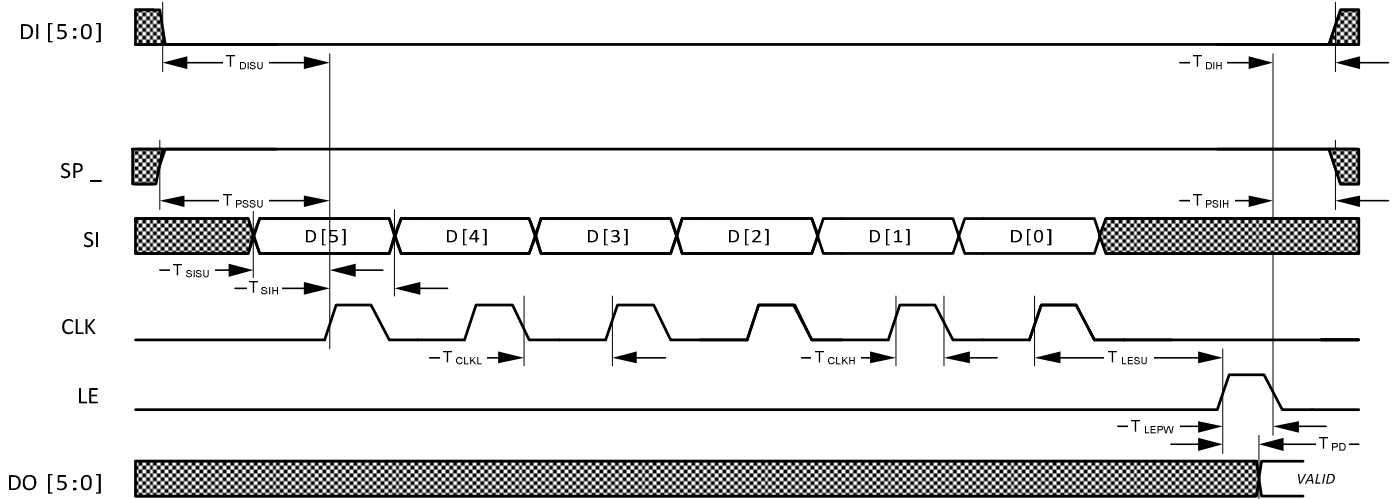 DI [5:0]
T DISU
T DIH
SP _
T PSSU
T PSIH
SI D[5] D[4] D[3] D[2] D[1] D[0]
T SISU
T SIH
CLK
T CLKL T CLKH T LESU
LE
T LEPW
T PD
DO [5:0] VALID